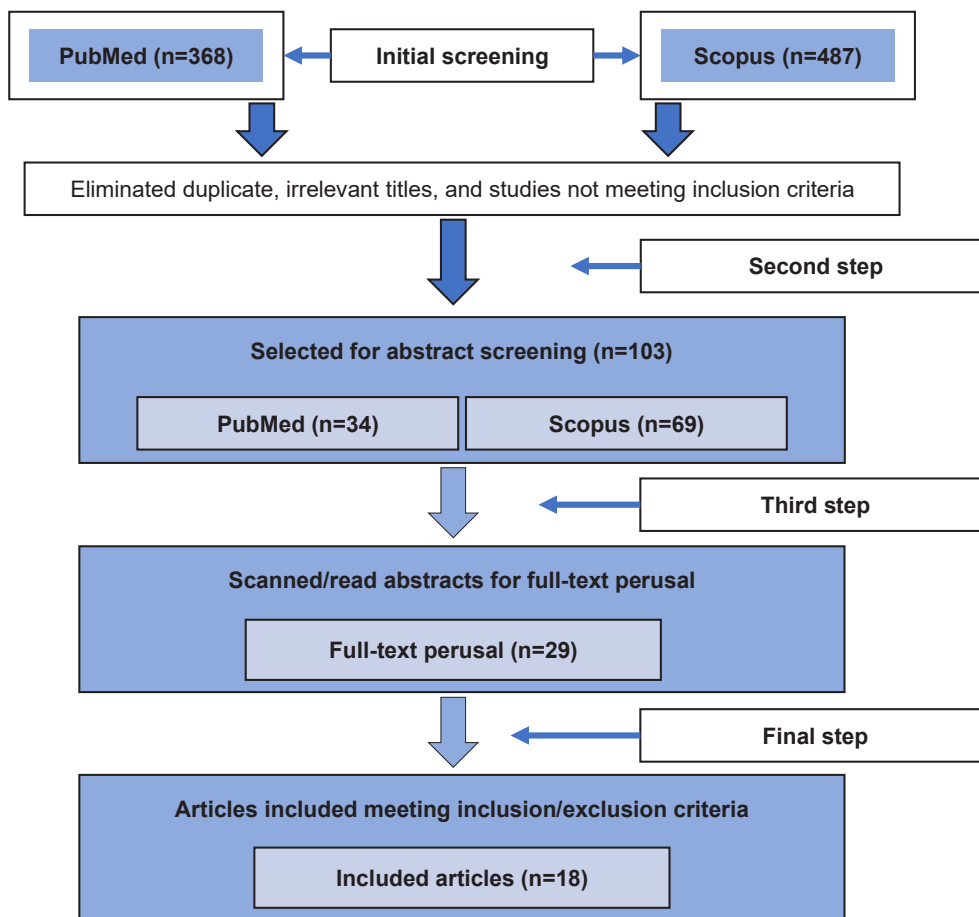 PubMed (n=368)
Initial screening
Scopus (n=487)
Eliminated duplicate, irrelevant titles, and studies not meeting inclusion criteria
Second step
Selected for abstract screening (n=103)
PubMed (n=34)
Scopus (n=69)
Third step
Scanned/read abstracts for full-text perusal
Full-text perusal (n=29)
Final step
Articles included meeting inclusion/exclusion criteria
Included articles (n=18)